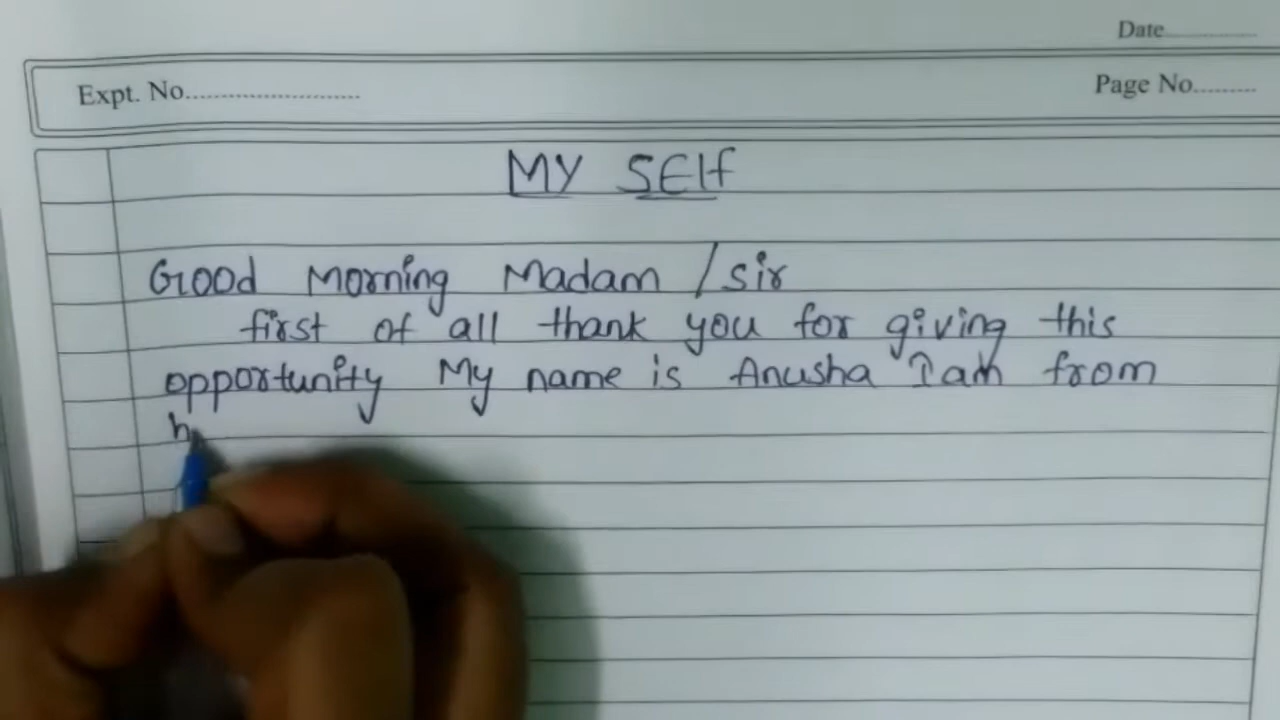 Date............
Expt. No..........................
Page No.........
MY SElf
Good Morning Madam / sir
first of all thank you for giving this
opportunity My name is Anusha I am from
h